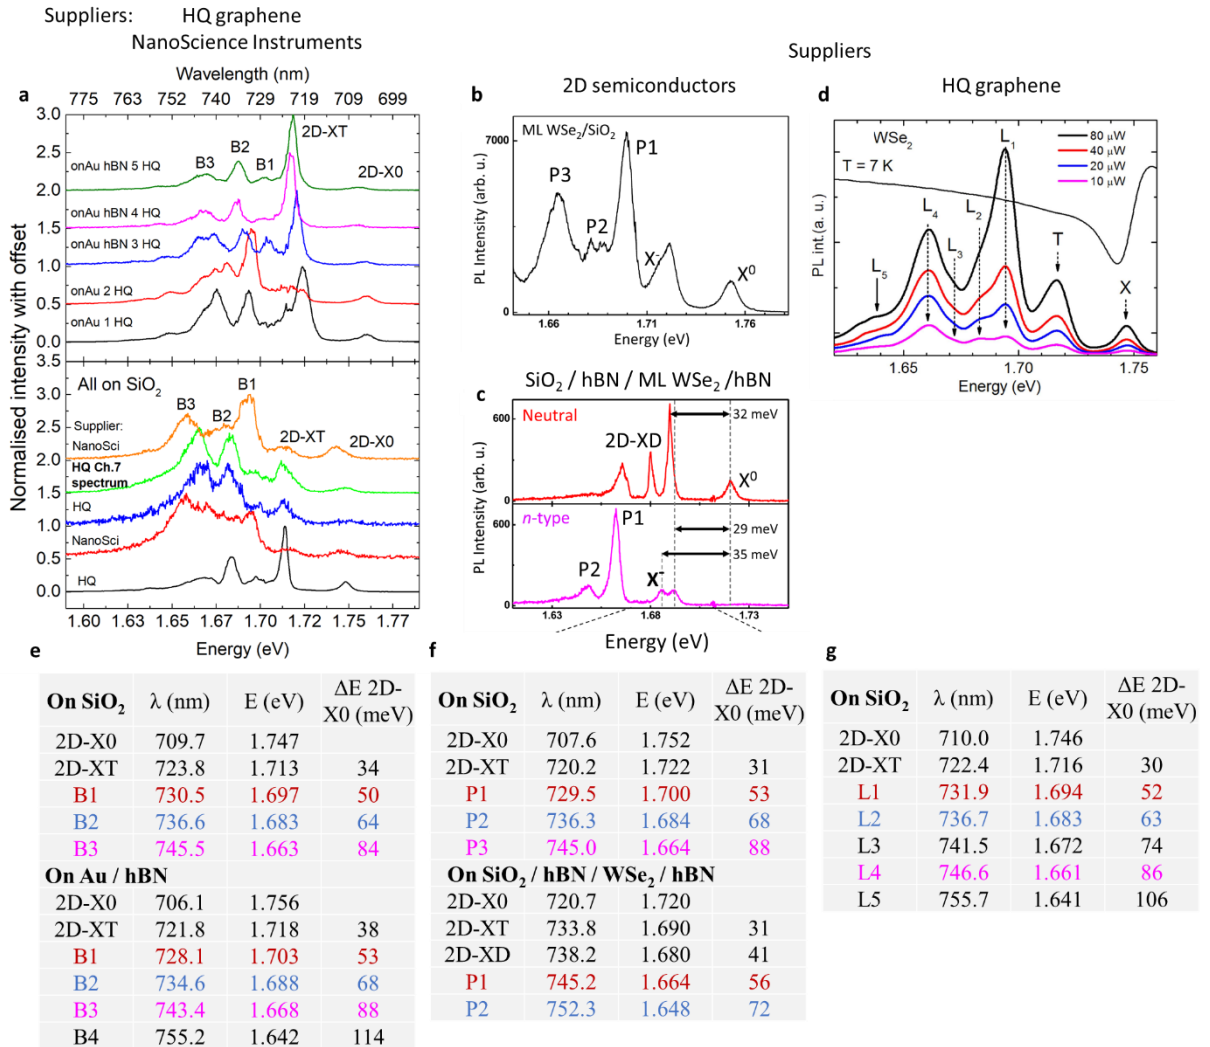 Suppliers: HQ graphene
NanoScience Instruments
Suppliers
Wavelength (nm)
a
775 763 752 740 729 719 709 699
3.0
2.5
2.0
1.5
1.0
0.5
0.0
2D-XT
B3 B2 B1
2D-X0
onAu hBN 5 HQ
onAu hBN 4 HQ
onAu hBN 3 HQ
onAu 2 HQ
onAu 1 HQ
Normalised intensity with offset
3.5
3.0
2.5
2.0
1.5
1.0
0.5
0.0
All on SiO2
B1
B3 B2
2D-XT 2D-X0
Supplier:
NanoSci
HQ Ch.7
spectrum
HQ
NanoSci
HQ
1.60 1.62 1.65 1.67 1.70 1.72 1.75 1.77
Energy (eV)
b 2D semiconductors
ML WSe2/SiO2
7000
0
PL Intensity (arb. u.)
P1
P3
P2
X-
X0
1.66 1.71 1.76
Energy (eV)
SiO2 / hBN / ML WSe2 /hBN
c
600
0
PL Intensity (arb. u.)
Neutral
32 meV
2D-XD
X0
n-type
600
0
PL Intensity (arb. u.)
P1
29 meV
35 meV
P2
X-
1.63 1.68 1.73
Energy (eV)
d HQ graphene
WSe2
T = 7 K
L1
80 μW
40 μW
20 μW
10 μW
L4 L2
L3
L5
T
X
PL int.(a. u.)
1.65 1.70 1.75
Energy (eV)
e
On SiO2 λ (nm) E (eV) ΔE 2D-
X0 (meV)
2D-X0 709.7 1.747
2D-XT 723.8 1.713 34
B1 730.5 1.697 50
B2 736.6 1.683 64
B3 745.5 1.663 84
On Au / hBN
2D-X0 706.1 1.756
2D-XT 721.8 1.718 38
B1 728.1 1.703 53
B2 734.6 1.688 68
B3 743.4 1.668 88
B4 755.2 1.642 114
f
On SiO2 λ (nm) E (eV) ΔE 2D-
X0 (meV)
2D-X0 707.6 1.752
2D-XT 720.2 1.722 31
P1 729.5 1.700 53
P2 736.3 1.684 68
P3 745.0 1.664 88
On SiO2 / hBN / WSe2 / hBN
2D-X0 720.7 1.720
2D-XT 733.8 1.690 31
2D-XD 738.2 1.680 41
P1 745.2 1.664 56
P2 752.3 1.648 72
g
On SiO2 λ (nm) E (eV) ΔE 2D-
X0 (meV)
2D-X0 710.0 1.746
2D-XT 722.4 1.716 30
L1 731.9 1.694 52
L2 736.7 1.683 63
L3 741.5 1.672 74
L4 746.6 1.661 86
L5 755.7 1.641 106